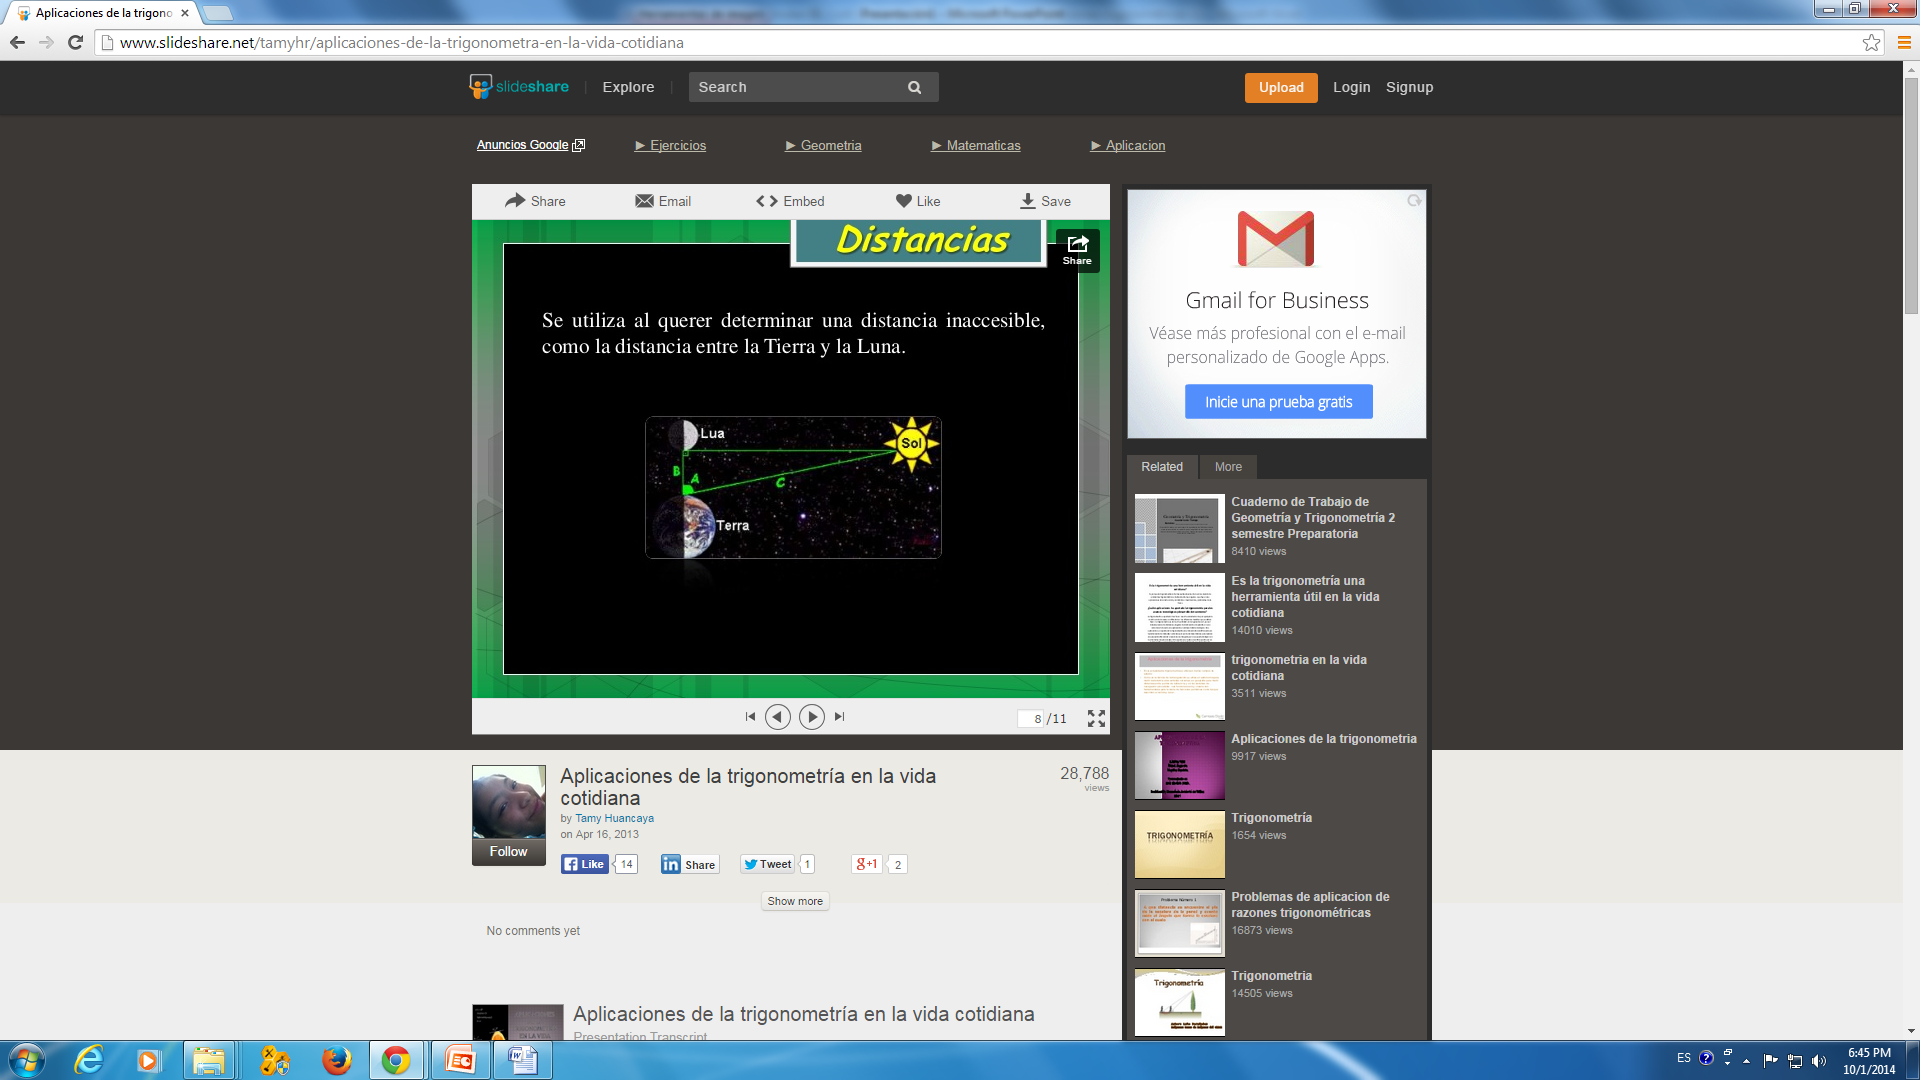 Aplicaciones de la trigono
www.slideshare.net/tamyhr/aplicaciones-de-la-trigonometra-en-la-vida-cotidiana
slideshare
Explore
Search
Upload
Login
Signup
Anuncios Google
► Ejercicios
► Geometria
► Matematicas
► Aplicacion
Share
Email
Embed
Like
Save
Distancias
Share
Se utiliza al querer determinar una distancia inaccesible,
como la distancia entre la Tierra y la Luna.
Lua
Sol
B
A
C
Terra
8 /11
Gmail for Business
Véase más profesional con el e-mail
personalizado de Google Apps.
Inicie una prueba gratis
Related
More
Cuaderno de Trabajo de
Geometría y Trigonometría 2
semestre Preparatoria
8410 views
Es la trigonometría una
herramienta útil en la vida
cotidiana
14010 views
trigonometria en la vida
cotidiana
3511 views
Aplicaciones de la trigonometria
9917 views
TRIGONOMETRÍA
Trigonometría
1654 views
Problemas de aplicacion de
razones trigonométricas
16873 views
Trigonometría
Trigonometria
14505 views
Follow
Aplicaciones de la trigonometría en la vida
cotidiana
by Tamy Huancaya
on Apr 16, 2013
28,788
views
Like 14
Share
Tweet 1
g+1 2
Show more
No comments yet
Aplicaciones de la trigonometría en la vida cotidiana
Presentation Transcript
ES
6:45 PM
10/1/2014